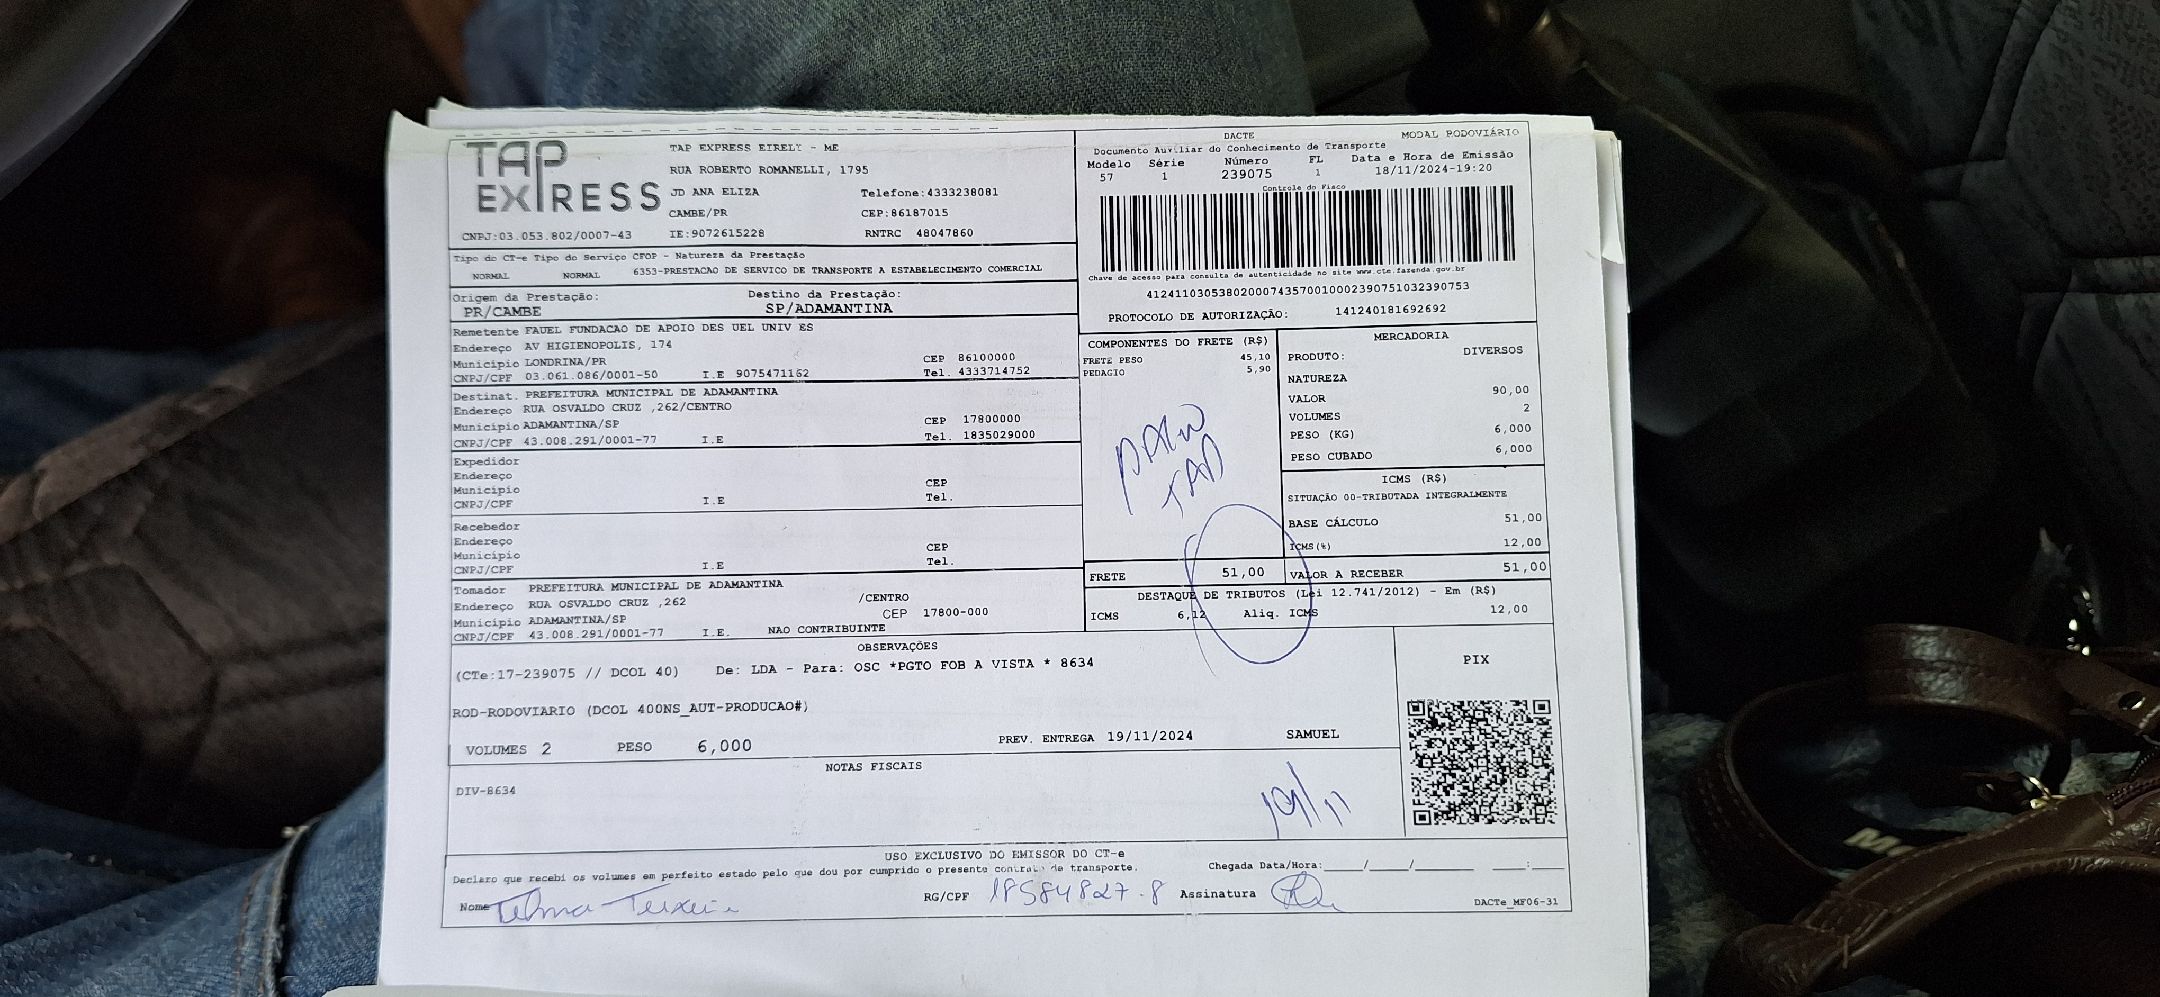 TAP
EXPRESS
TAP EXPRESS EIRELY - ME
RUA ROBERTO ROMANELLI, 1795
JD ANA ELIZA Telefone:4333238081
CAMBE/PR CEP:86187015
CNPJ:03.053.802/0007-43 IE:9072615228 RNTRC 48047860
DACTE MODAL RODOVIÁRIO
Documento Auxiliar do Conhecimento de Transporte
Modelo Série Número FL Data e Hora de Emissão
57 1 239075 1 18/11/2024-19:20
Controle do Fisco
Chave de acesso para consulta de autenticidade no site www.cte.fazenda.gov.br
41241103053802000743570010002390751032390753
PROTOCOLO DE AUTORIZAÇÃO: 141240181692692
Tipo do CT-e Tipo do Serviço CFOP - Natureza da Prestação
NORMAL NORMAL 6353-PRESTACAO DE SERVICO DE TRANSPORTE A ESTABELECIMENTO COMERCIAL
Origem da Prestação: Destino da Prestação:
PR/CAMBE SP/ADAMANTINA
Remetente FAUEL FUNDACAO DE APOIO DES UEL UNIV ES
Endereço AV HIGIENOPOLIS, 174
Municipio LONDRINA/PR CEP 86100000
CNPJ/CPF 03.061.086/0001-50 I.E 9075471162 Tel. 4333714752
Destinat. PREFEITURA MUNICIPAL DE ADAMANTINA
Endereço RUA OSVALDO CRUZ ,262/CENTRO
Municipio ADAMANTINA/SP CEP 17800000
CNPJ/CPF 43.008.291/0001-77 I.E Tel. 1835029000
Expedidor
Endereço
Municipio CEP
CNPJ/CPF I.E Tel.
Recebedor
Endereço
Municipio CEP
CNPJ/CPF I.E Tel.
Tomador PREFEITURA MUNICIPAL DE ADAMANTINA
Endereço RUA OSVALDO CRUZ ,262 /CENTRO
Municipio ADAMANTINA/SP CEP 17800-000
CNPJ/CPF 43.008.291/0001-77 I.E. NAO CONTRIBUINTE
COMPONENTES DO FRETE (R$)
FRETE PESO 45,10
PEDAGIO 5,90
MERCADORIA
PRODUTO: DIVERSOS
NATUREZA
VALOR 90,00
VOLUMES 2
PESO (KG) 6,000
PESO CUBADO 6,000
ICMS (R$)
SITUAÇÃO 00-TRIBUTADA INTEGRALMENTE
BASE CÁLCULO 51,00
ICMS(%) 12,00
FRETE 51,00 VALOR A RECEBER 51,00
DESTAQUE DE TRIBUTOS (Lei 12.741/2012) - Em (R$)
ICMS 6,12 Aliq. ICMS 12,00
OBSERVAÇÕES
(CTe:17-239075 // DCOL 40) De: LDA - Para: OSC *PGTO FOB A VISTA * 8634
ROD-RODOVIARIO (DCOL 400NS_AUT-PRODUCAO#)
VOLUMES 2 PESO 6,000 PREV. ENTREGA 19/11/2024 SAMUEL
PIX
NOTAS FISCAIS
DIV-8634
19/11
USO EXCLUSIVO DO EMISSOR DO CT-e
Declaro que recebi os volumes em perfeito estado pelo que dou por cumprido o presente contrato de transporte. Chegada Data/Hora:____/____/______ ____:____
Nome Telma Teixeira RG/CPF 18584827-8 Assinatura
DACTe_MF06-31